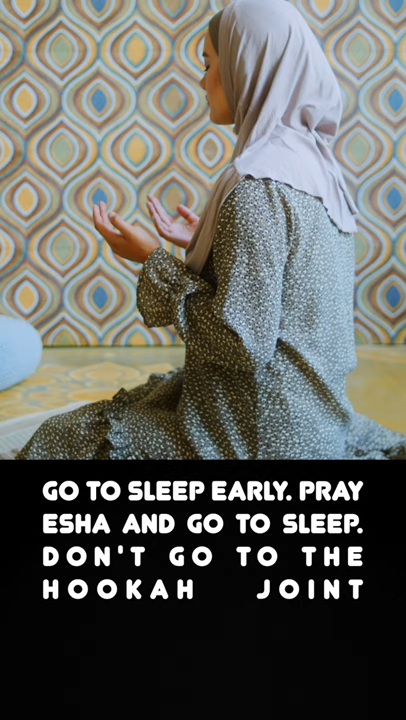 GO TO SLEEP EARLY. PRAY
ESHA AND GO TO SLEEP.
DON'T GO TO THE
HOOKAH JOINT